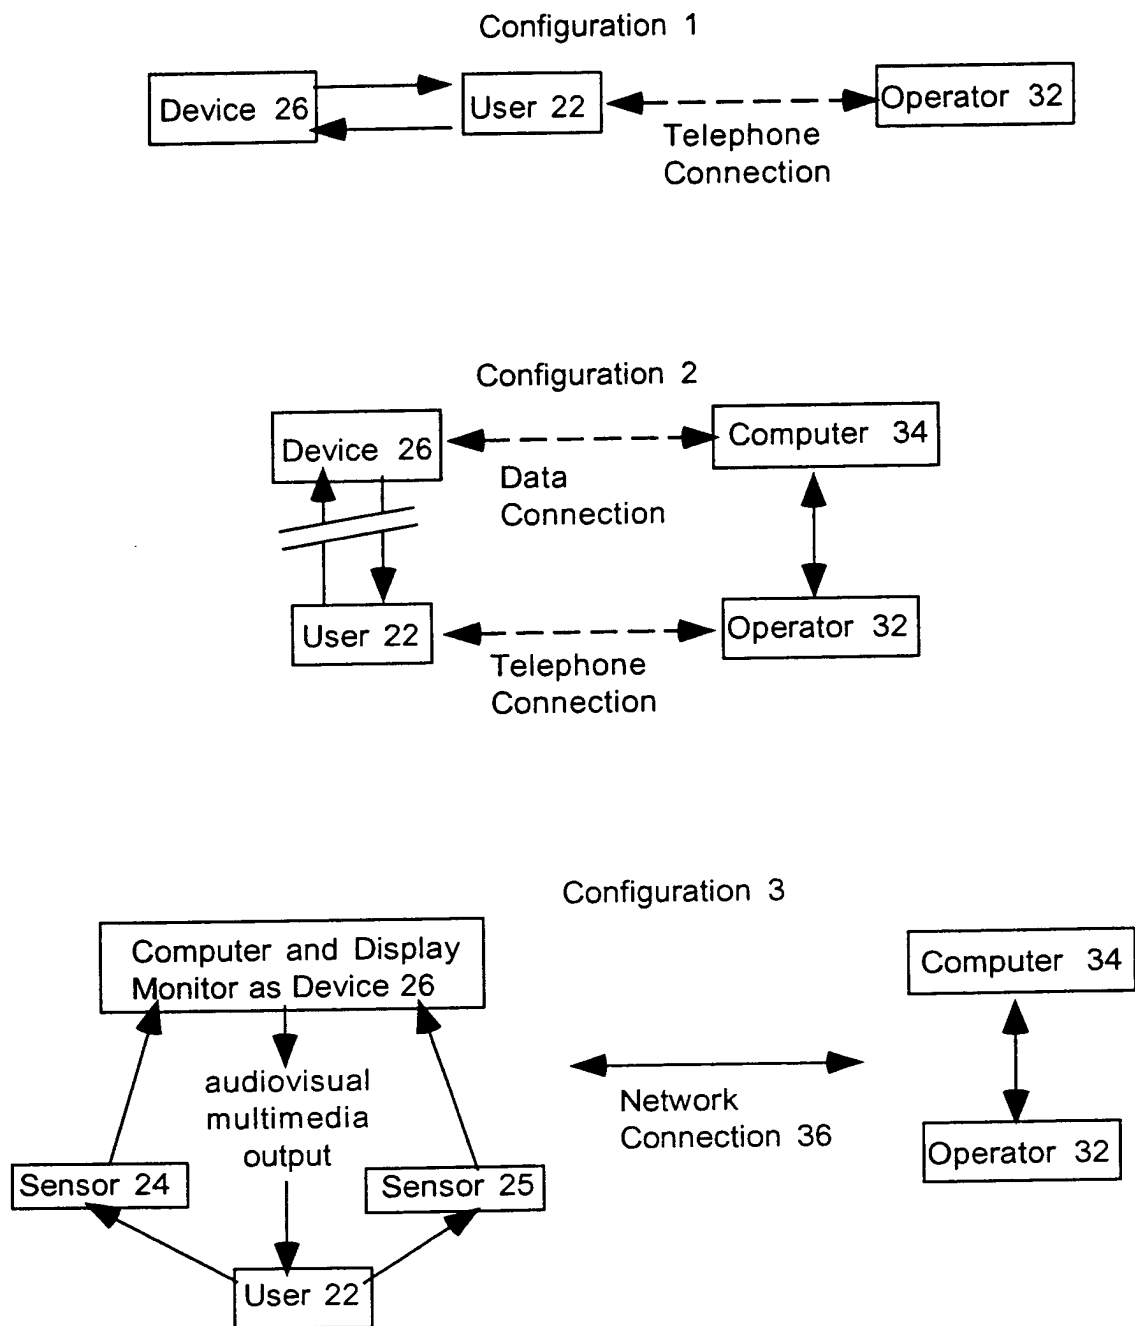 Configuration 1
Device 26
User 22
Operator 32
Telephone
Connection
Configuration 2
Device 26
Computer 34
Data
Connection
User 22
Operator 32
Telephone
Connection
Configuration 3
Computer and Display
Monitor as Device 26
Computer 34
audiovisual
multimedia
output
Network
Connection 36
Sensor 24
Sensor 25
Operator 32
User 22